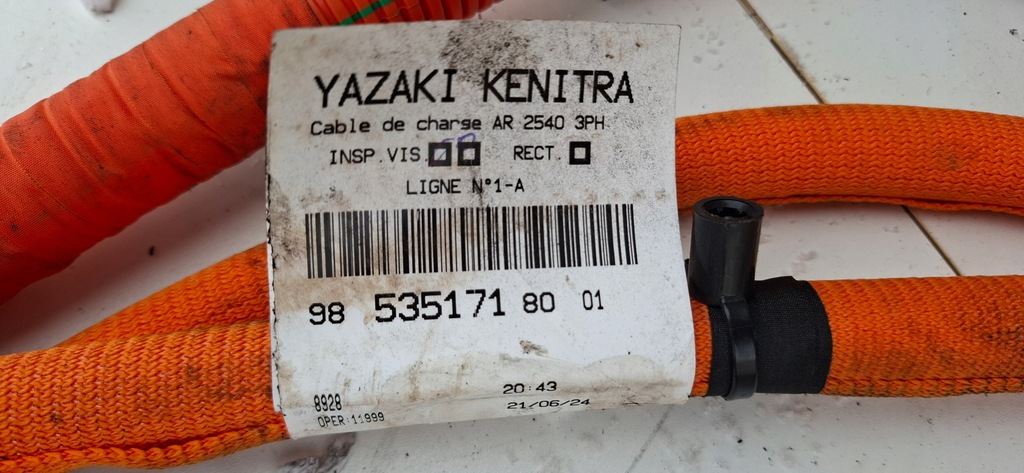 YAZAKI KENITRA
Cable de charse AR 2540 3PH
INSP.VIS. RECT.
LIGNE N°1-A
98 535171 80 01
20:43
8928 21/06/24
OPER:11999